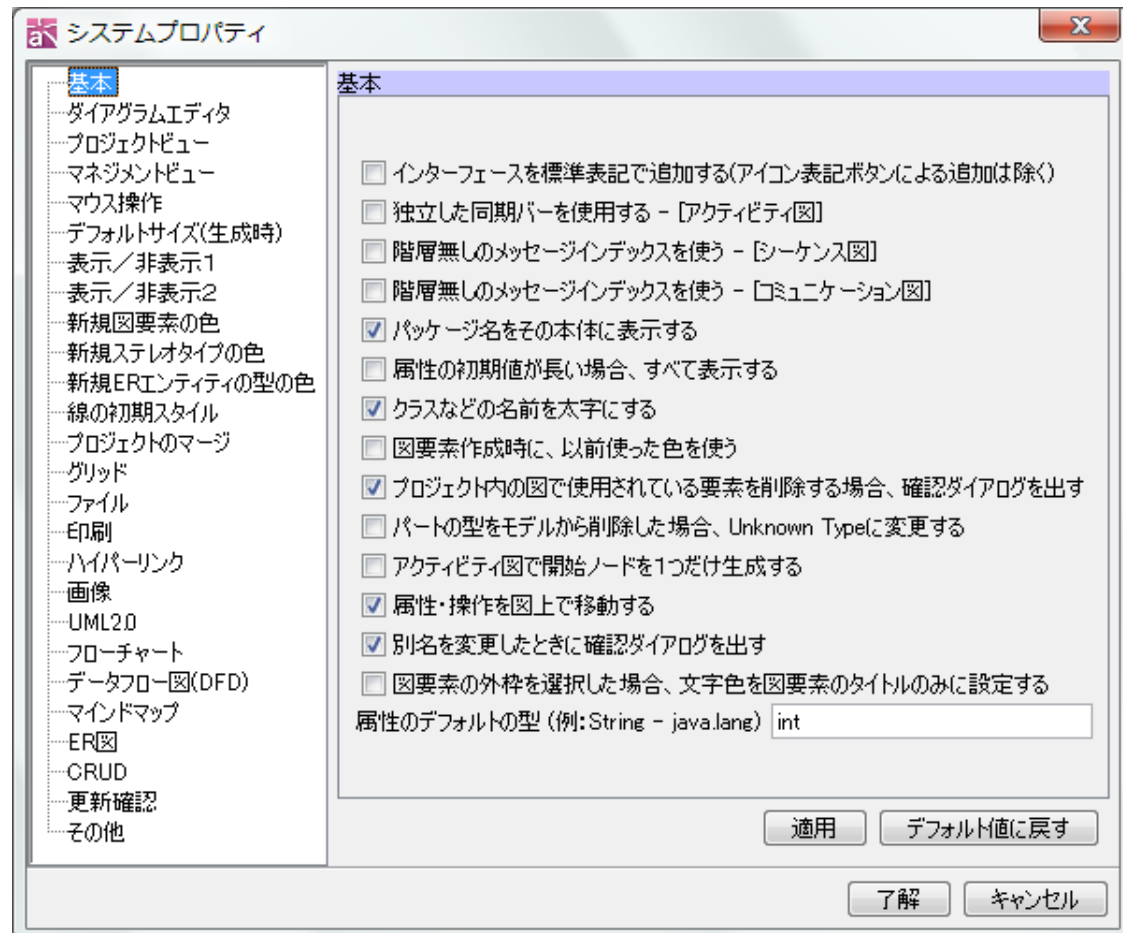 システムプロパティ
基本
ダイアグラムエディタ
プロジェクトビュー
マネジメントビュー
マウス操作
デフォルトサイズ(生成時)
表示／非表示1
表示／非表示2
新規図要素の色
新規ステレオタイプの色
新規ERエンティティの型の色
線の初期スタイル
プロジェクトのマージ
グリッド
ファイル
印刷
ハイパーリンク
画像
UML2.0
フローチャート
データフロー図(DFD)
マインドマップ
ER図
CRUD
更新確認
その他
基本
インターフェースを標準表記で追加する(アイコン表記ボタンによる追加は除く)
独立した同期バーを使用する - [アクティビティ図]
階層無しのメッセージインデックスを使う - [シーケンス図]
階層無しのメッセージインデックスを使う - [コミュニケーション図]
パッケージ名をその本体に表示する
属性の初期値が長い場合、すべて表示する
クラスなどの名前を太字にする
図要素作成時に、以前使った色を使う
プロジェクト内の図で使用されている要素を削除する場合、確認ダイアログを出す
パートの型をモデルから削除した場合、Unknown Typeに変更する
アクティビティ図で開始ノードを1つだけ生成する
属性・操作を図上で移動する
別名を変更したときに確認ダイアログを出す
図要素の外枠を選択した場合、文字色を図要素のタイトルのみに設定する
属性のデフォルトの型 (例:String - java.lang) int
適用 デフォルト値に戻す
了解 キャンセル